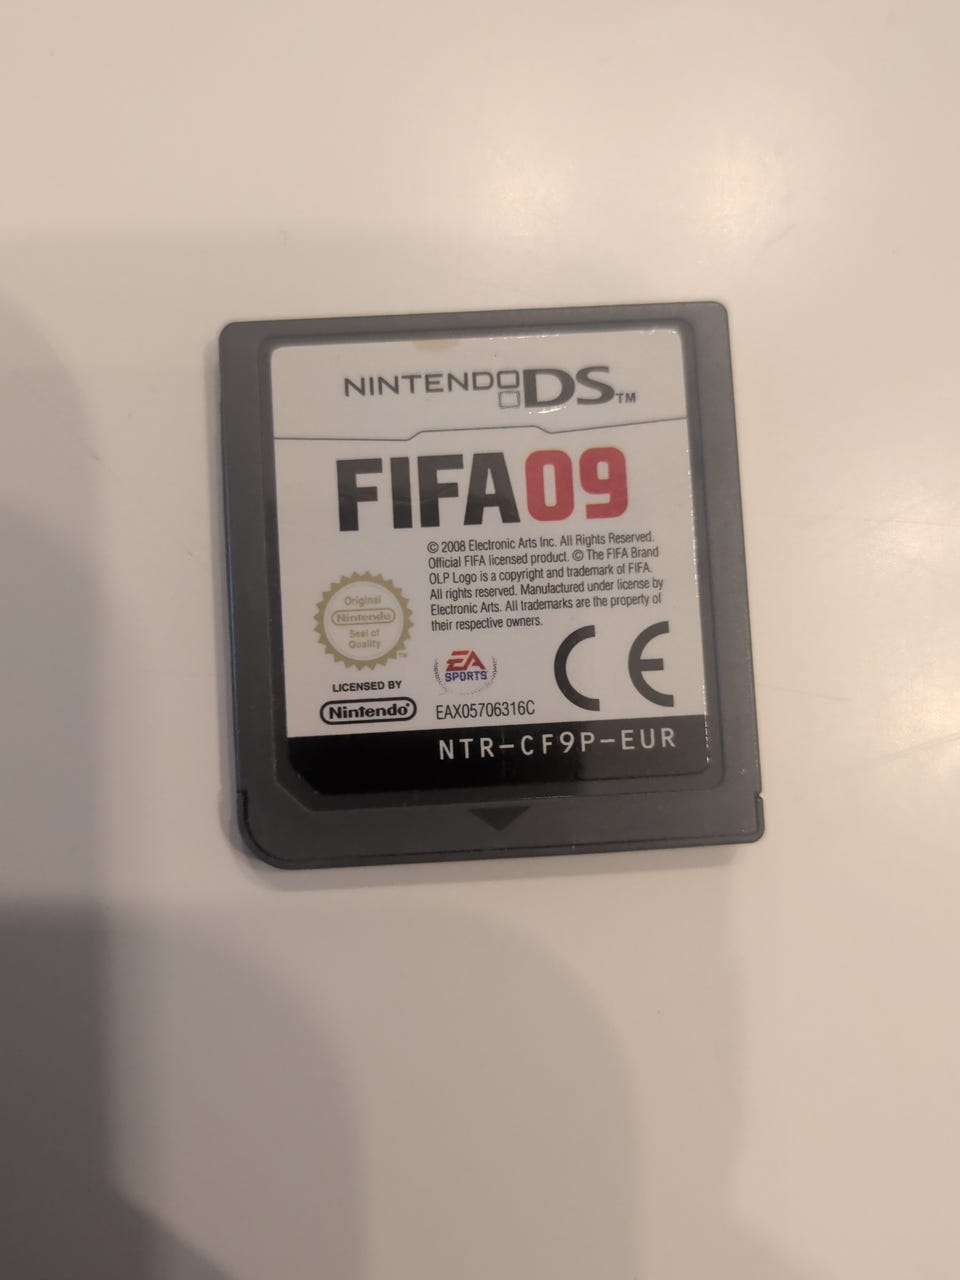 NINTENDO DS™
FIFA 09
© 2008 Electronic Arts Inc. All Rights Reserved.
Official FIFA licensed product. © The FIFA Brand
OLP Logo is a copyright and trademark of FIFA.
All rights reserved. Manufactured under license by
Electronic Arts. All trademarks are the property of
their respective owners.
Original
Nintendo
Seal of
Quality
TM
EA
SPORTS
CE
LICENSED BY
Nintendo®
EAX05706316C
NTR-CF9P-EUR